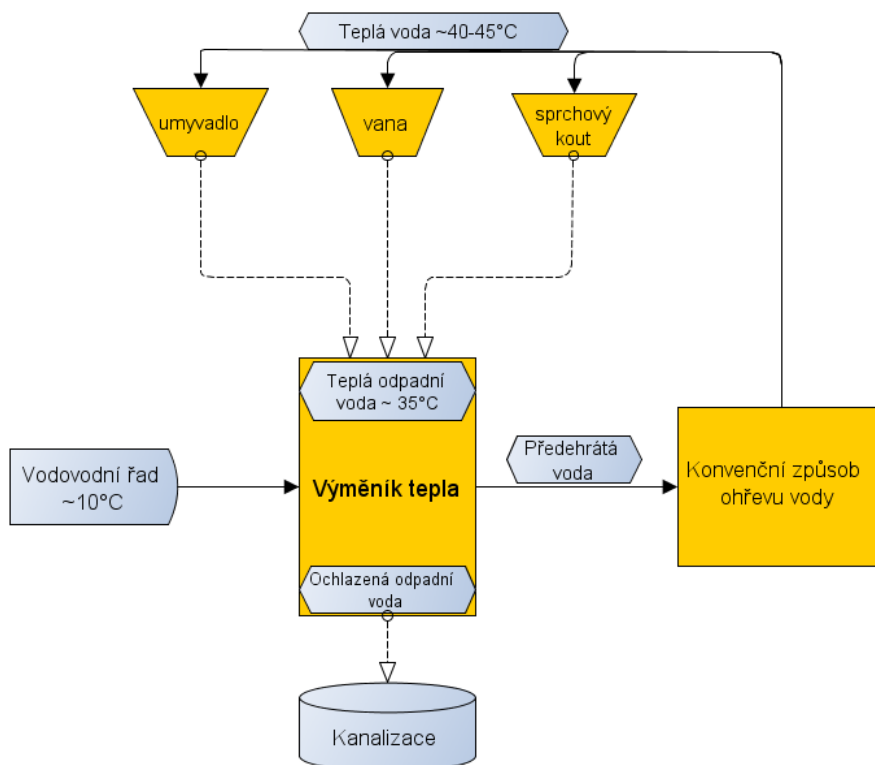 Teplá voda ~40-45°C
umyvadlo
vana
sprchový
kout
Teplá odpadní
voda ~ 35°C
Vodovodní řad
~10°C
Výměník tepla
Předehrátá
voda
Konvenční způsob
ohřevu vody
Ochlazená odpadní
voda
Kanalizace